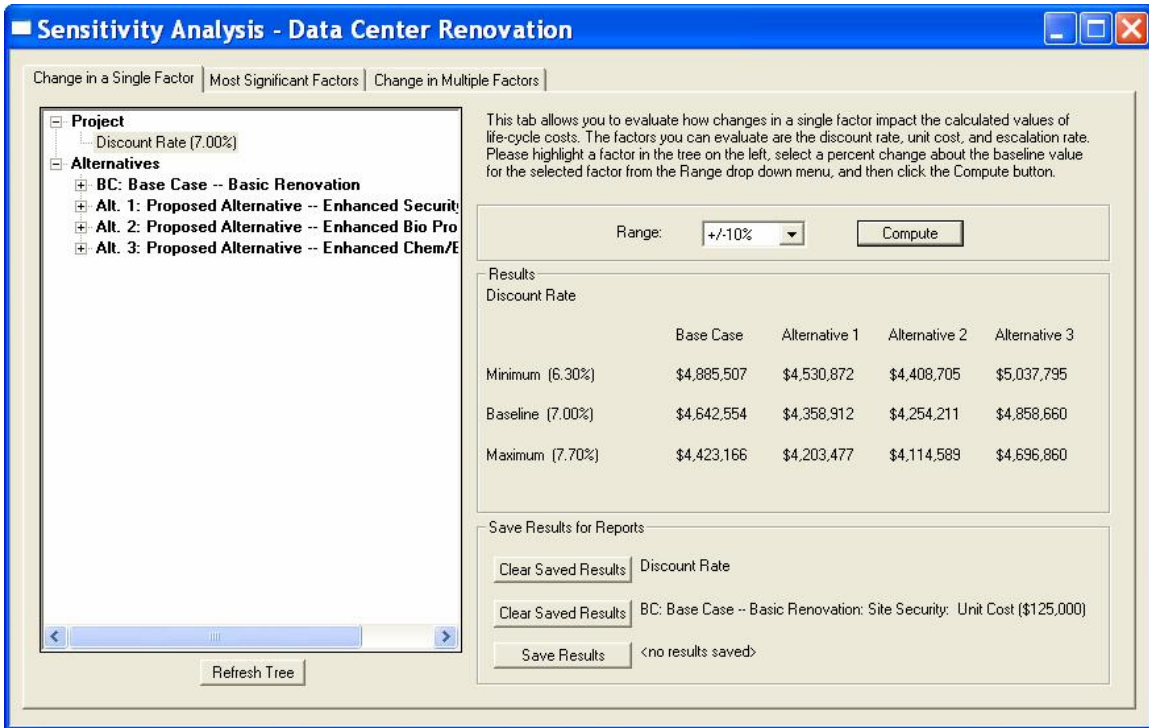 Sensitivity Analysis - Data Center Renovation
Change in a Single Factor Most Significant Factors Change in Multiple Factors
Project
Discount Rate (7.00%)
Alternatives
BC: Base Case -- Basic Renovation
Alt. 1: Proposed Alternative -- Enhanced Securit
Alt. 2: Proposed Alternative -- Enhanced Bio Pro
Alt. 3: Proposed Alternative -- Enhanced Chem/B
Refresh Tree
This tab allows you to evaluate how changes in a single factor impact the calculated values of
life-cycle costs. The factors you can evaluate are the discount rate, unit cost, and escalation rate.
Please highlight a factor in the tree on the left, select a percent change about the baseline value
for the selected factor from the Range drop down menu, and then click the Compute button.
Range: +/-10% Compute
Results
Discount Rate
Base Case Alternative 1 Alternative 2 Alternative 3
Minimum (6.30%) $4,885,507 $4,530,872 $4,408,705 $5,037,795
Baseline (7.00%) $4,642,554 $4,358,912 $4,254,211 $4,858,660
Maximum (7.70%) $4,423,166 $4,203,477 $4,114,589 $4,696,860
Save Results for Reports
Clear Saved Results Discount Rate
Clear Saved Results BC: Base Case -- Basic Renovation: Site Security: Unit Cost ($125,000)
Save Results <no results saved>